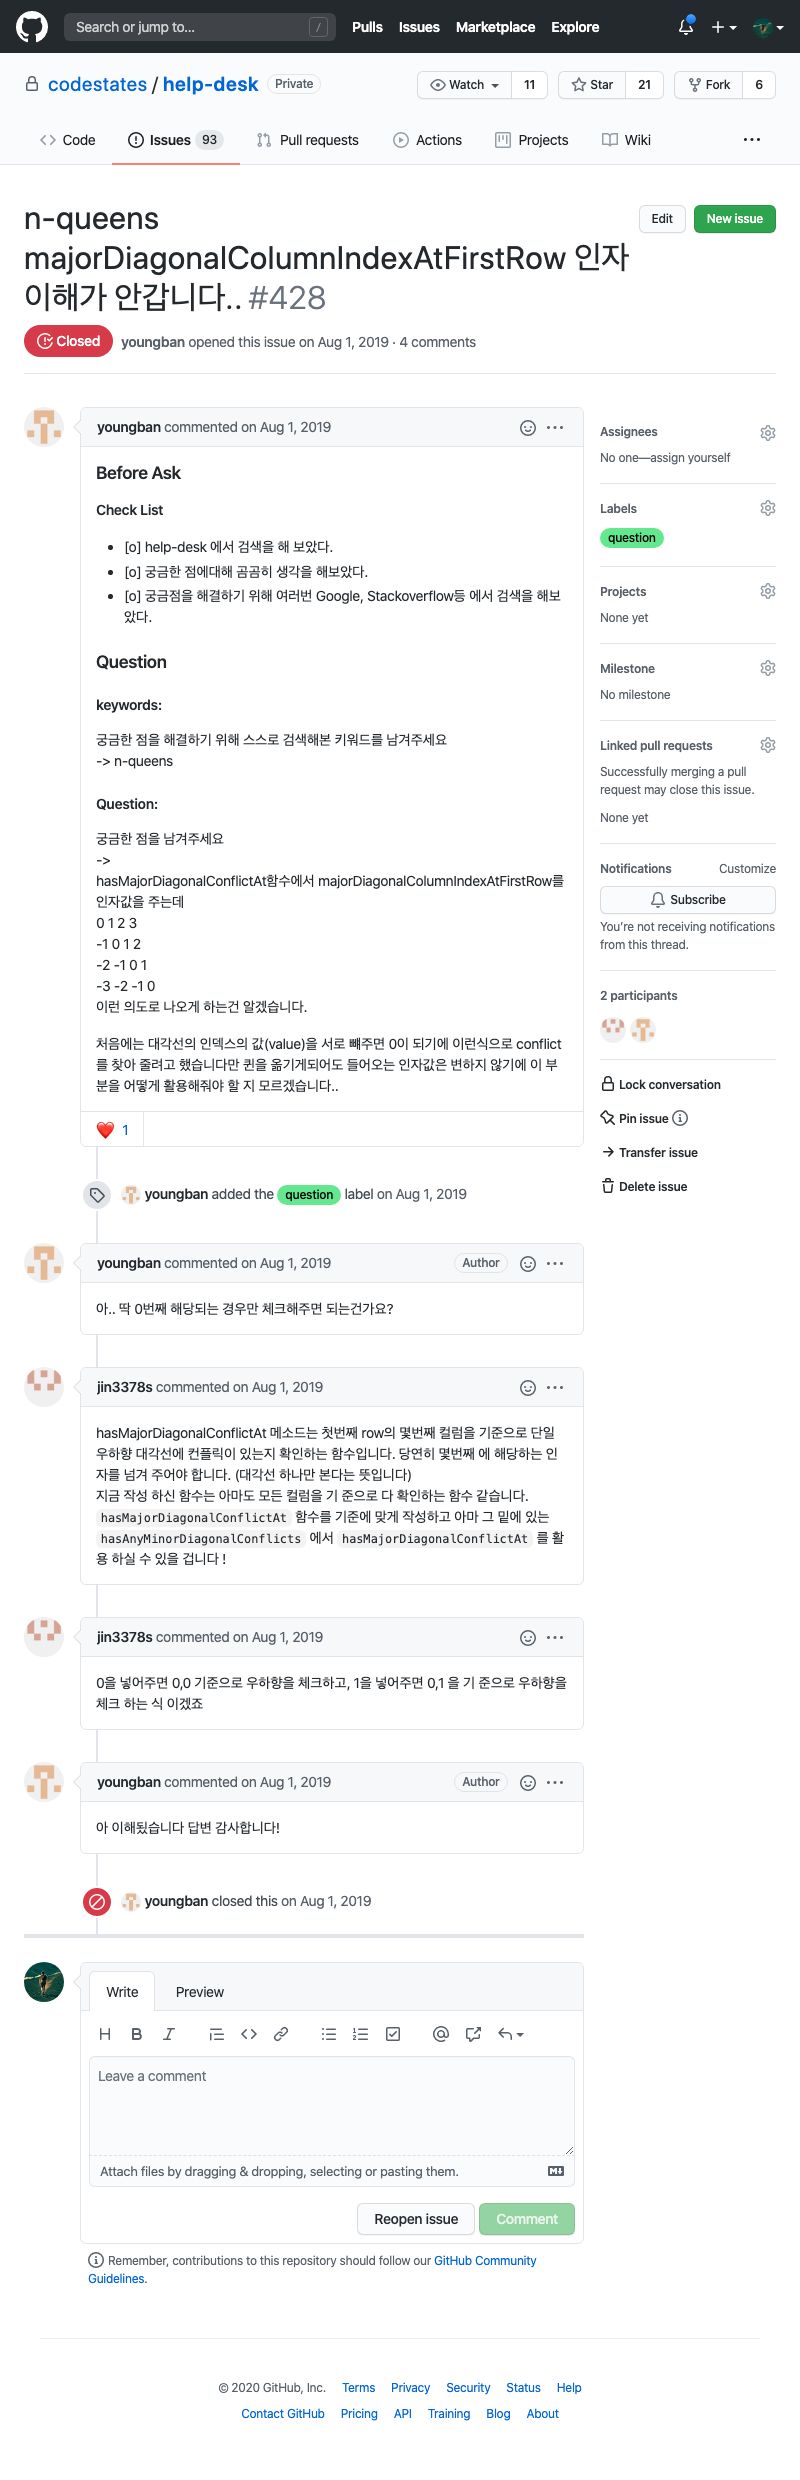 Search or jump to... /
Pulls Issues Marketplace Explore
codestates / help-desk Private
Watch 11 Star 21 Fork 6
Code Issues 93 Pull requests Actions Projects Wiki ...
n-queens
majorDiagonalColumnIndexAtFirstRow 인자
이해가 안갑니다.. #428
Edit New issue
Closed youngban opened this issue on Aug 1, 2019 · 4 comments
youngban commented on Aug 1, 2019
Before Ask
Check List
[o] help-desk 에서 검색을 해 보았다.
[o] 궁금한 점에대해 곰곰히 생각을 해보았다.
[o] 궁금점을 해결하기 위해 여러번 Google, Stackoverflow등 에서 검색을 해보
았다.
Question
keywords:
궁금한 점을 해결하기 위해 스스로 검색해본 키워드를 남겨주세요
-> n-queens
Question:
궁금한 점을 남겨주세요
->
hasMajorDiagonalConflictAt함수에서 majorDiagonalColumnIndexAtFirstRow를
인자값을 주는데
0 1 2 3
-1 0 1 2
-2 -1 0 1
-3 -2 -1 0
이런 의도로 나오게 하는건 알겠습니다.
처음에는 대각선의 인덱스의 값(value)을 서로 빼주면 0이 되기에 이런식으로 conflict
를 찾아 줄려고 했습니다만 퀸을 옮기게되어도 들어오는 인자값은 변하지 않기에 이 부
분을 어떻게 활용해줘야 할 지 모르겠습니다..
❤️ 1
Assignees
No one—assign yourself
Labels
question
Projects
None yet
Milestone
No milestone
Linked pull requests
Successfully merging a pull
request may close this issue.
None yet
Notifications Customize
Subscribe
You're not receiving notifications
from this thread.
2 participants
Lock conversation
Pin issue
Transfer issue
Delete issue
youngban added the question label on Aug 1, 2019
youngban commented on Aug 1, 2019 Author
아.. 딱 0번째 해당되는 경우만 체크해주면 되는건가요?
jin3378s commented on Aug 1, 2019
hasMajorDiagonalConflictAt 메소드는 첫번째 row의 몇번째 컬럼을 기준으로 단일
우하향 대각선에 컨플릭이 있는지 확인하는 함수입니다. 당연히 몇번째 에 해당하는 인
자를 넘겨 주어야 합니다. (대각선 하나만 본다는 뜻입니다)
지금 작성 하신 함수는 아마도 모든 컬럼을 기 준으로 다 확인하는 함수 같습니다.
hasMajorDiagonalConflictAt 함수를 기준에 맞게 작성하고 아마 그 밑에 있는
hasAnyMinorDiagonalConflicts 에서 hasMajorDiagonalConflictAt 를 활
용 하실 수 있을 겁니다 !
jin3378s commented on Aug 1, 2019
0을 넣어주면 0,0 기준으로 우하향을 체크하고, 1을 넣어주면 0,1 을 기 준으로 우하향을
체크 하는 식 이겠죠
youngban commented on Aug 1, 2019 Author
아 이해됬습니다 답변 감사합니다!
youngban closed this on Aug 1, 2019
Write Preview
Leave a comment
Attach files by dragging & dropping, selecting or pasting them.
Reopen issue Comment
Remember, contributions to this repository should follow our GitHub Community
Guidelines.
© 2020 GitHub, Inc. Terms Privacy Security Status Help
Contact GitHub Pricing API Training Blog About